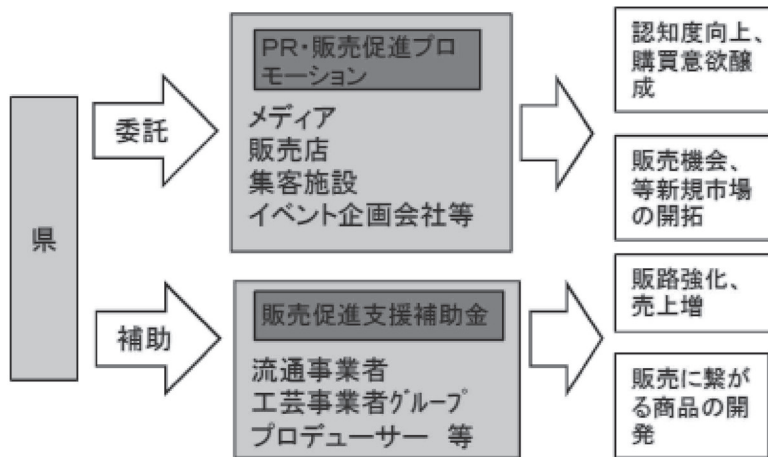 県
委託
PR・販売促進プロ
モーション
メディア
販売店
集客施設
イベント企画会社等
認知度向上、
購買意欲醸
成
販売機会、
等新規市場
の開拓
補助
販売促進支援補助金
流通事業者
工芸事業者ｸﾞﾙｰﾌﾟ
プロデューサー 等
販路強化、
売上増
販売に繋が
る商品の開
発